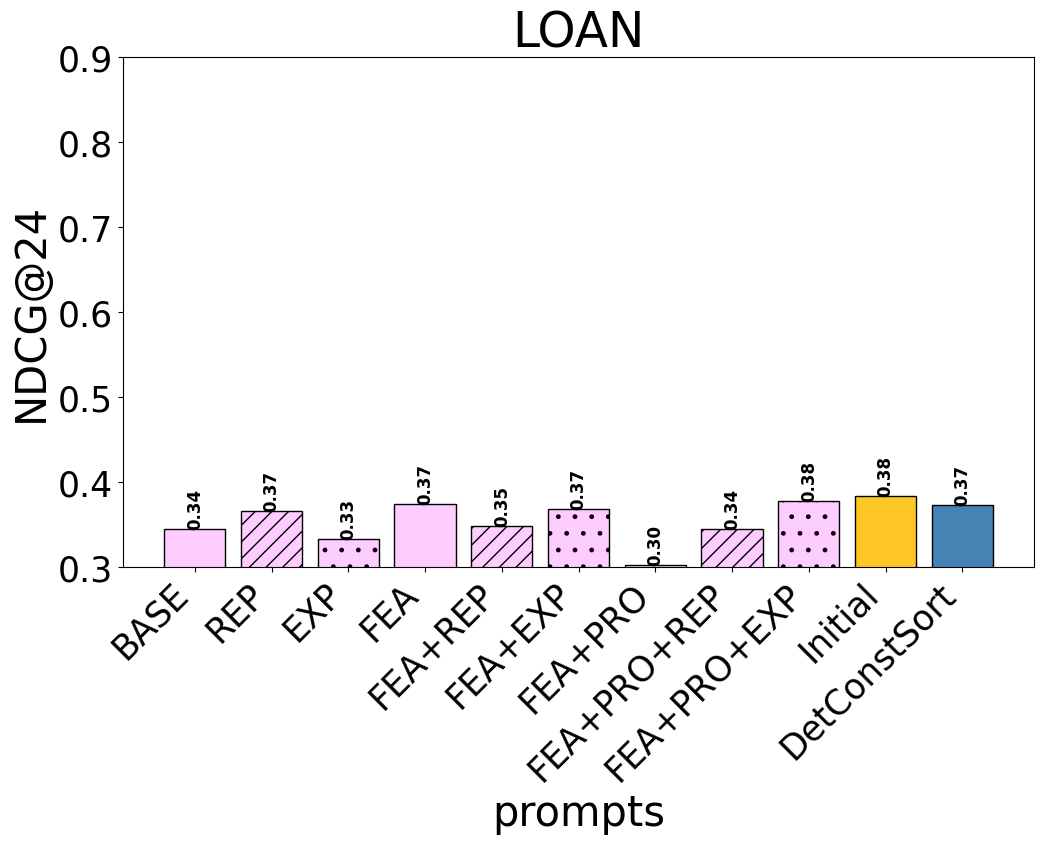 LOAN
NDCG@24
0.9
0.8
0.7
0.6
0.5
0.4
0.3
0.34
0.37
0.33
0.37
0.35
0.37
0.30
0.34
0.38
0.38
0.37
BASE
REP
EXP
FEA
FEA+REP
FEA+EXP
FEA+PRO
FEA+PRO+REP
FEA+PRO+EXP
Initial
DetConstSort
prompts